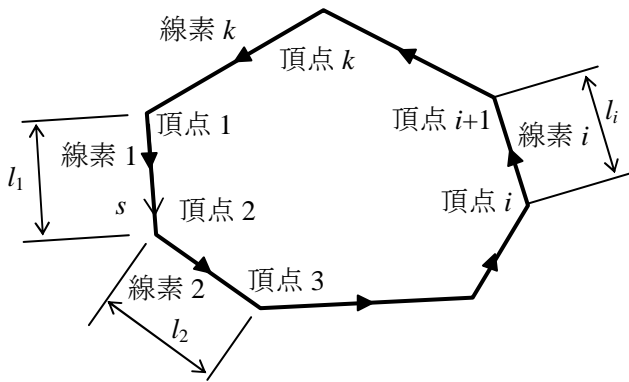 線素 k
頂点 k
頂点 1
頂点 i+1
線素 i
l_i
線素 1
l_1
s
頂点 2
頂点 i
線素 2
頂点 3
l_2